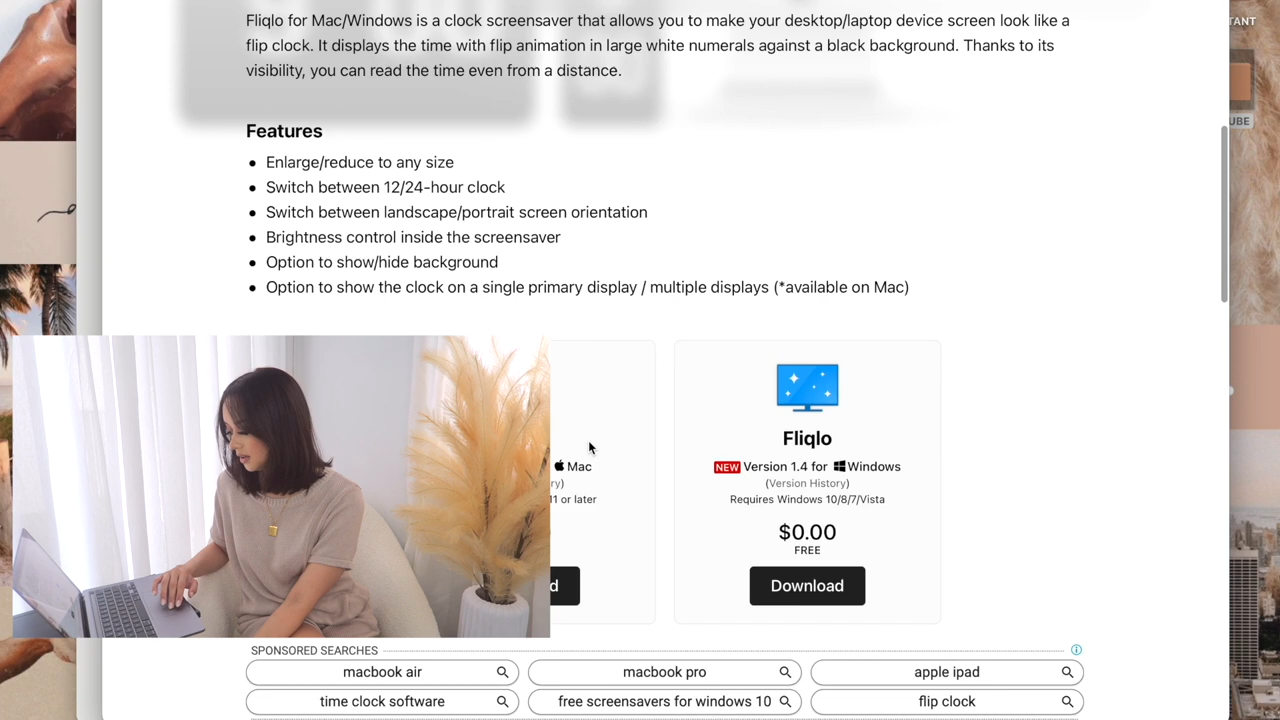 TANT
UBE
Fliqlo for Mac/Windows is a clock screensaver that allows you to make your desktop/laptop device screen look like a
flip clock. It displays the time with flip animation in large white numerals against a black background. Thanks to its
visibility, you can read the time even from a distance.
Features
• Enlarge/reduce to any size
• Switch between 12/24-hour clock
• Switch between landscape/portrait screen orientation
• Brightness control inside the screensaver
• Option to show/hide background
• Option to show the clock on a single primary display / multiple displays (*available on Mac)
Mac
ry)
11 or later
d
Fliqlo
NEW Version 1.4 for Windows
(Version History)
Requires Windows 10/8/7/Vista
$0.00
FREE
Download
SPONSORED SEARCHES
macbook air
macbook pro
apple ipad
time clock software
free screensavers for windows 10
flip clock